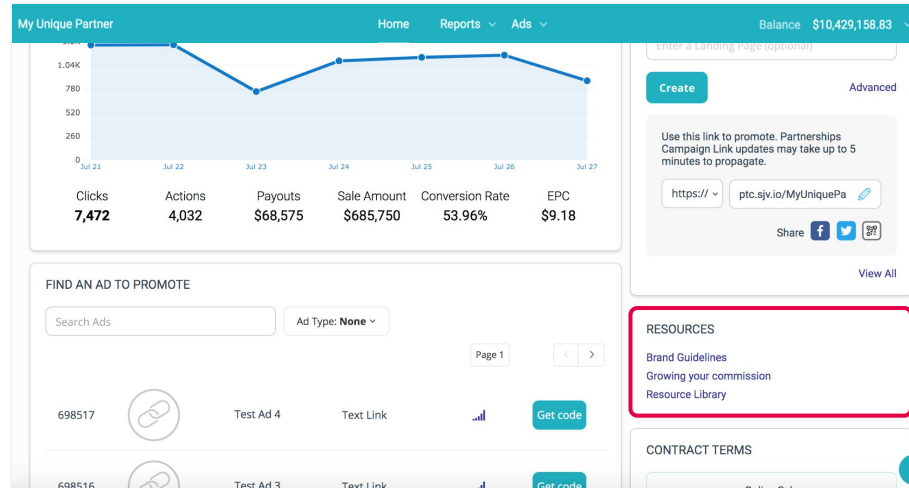 My Unique Partner
Home Reports Ads
Balance $10,429,158.83
1.04K
780
520
260
0
Jul 21 Jul 22 Jul 23 Jul 24 Jul 25 Jul 26 Jul 27
Clicks Actions Payouts Sale Amount Conversion Rate EPC
7,472 4,032 $68,575 $685,750 53.96% $9.18
FIND AN AD TO PROMOTE
Search Ads
Ad Type: None
Page 1
698517 Test Ad 4 Text Link Get code
698516 Test Ad 3 Text Link Get code
Enter a Landing Page (optional)
Create Advanced
Use this link to promote. Partnerships
Campaign Link updates may take up to 5
minutes to propagate.
https:// ptc.sjv.io/MyUniquePa
Share
View All
RESOURCES
Brand Guidelines
Growing your commission
Resource Library
CONTRACT TERMS